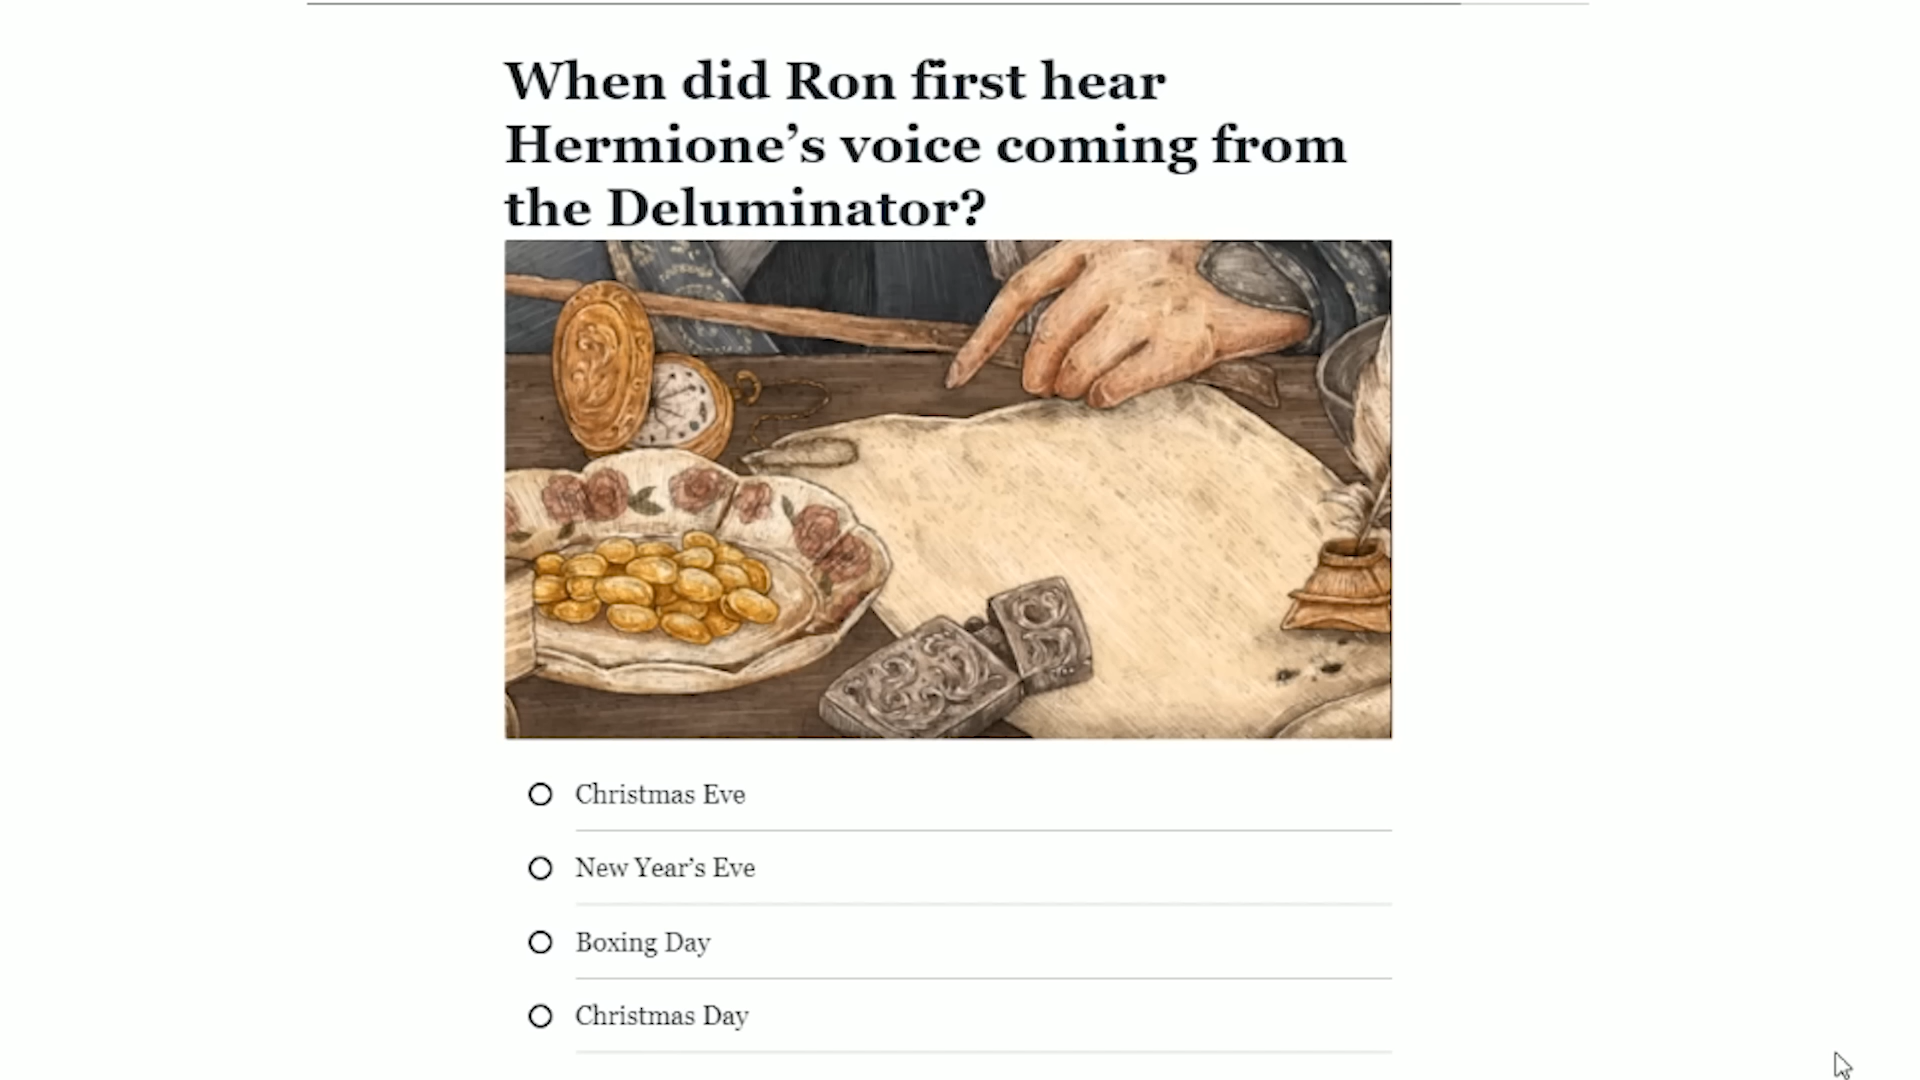 When did Ron first hear
Hermione’s voice coming from
the Deluminator?
Christmas Eve
New Year’s Eve
Boxing Day
Christmas Day